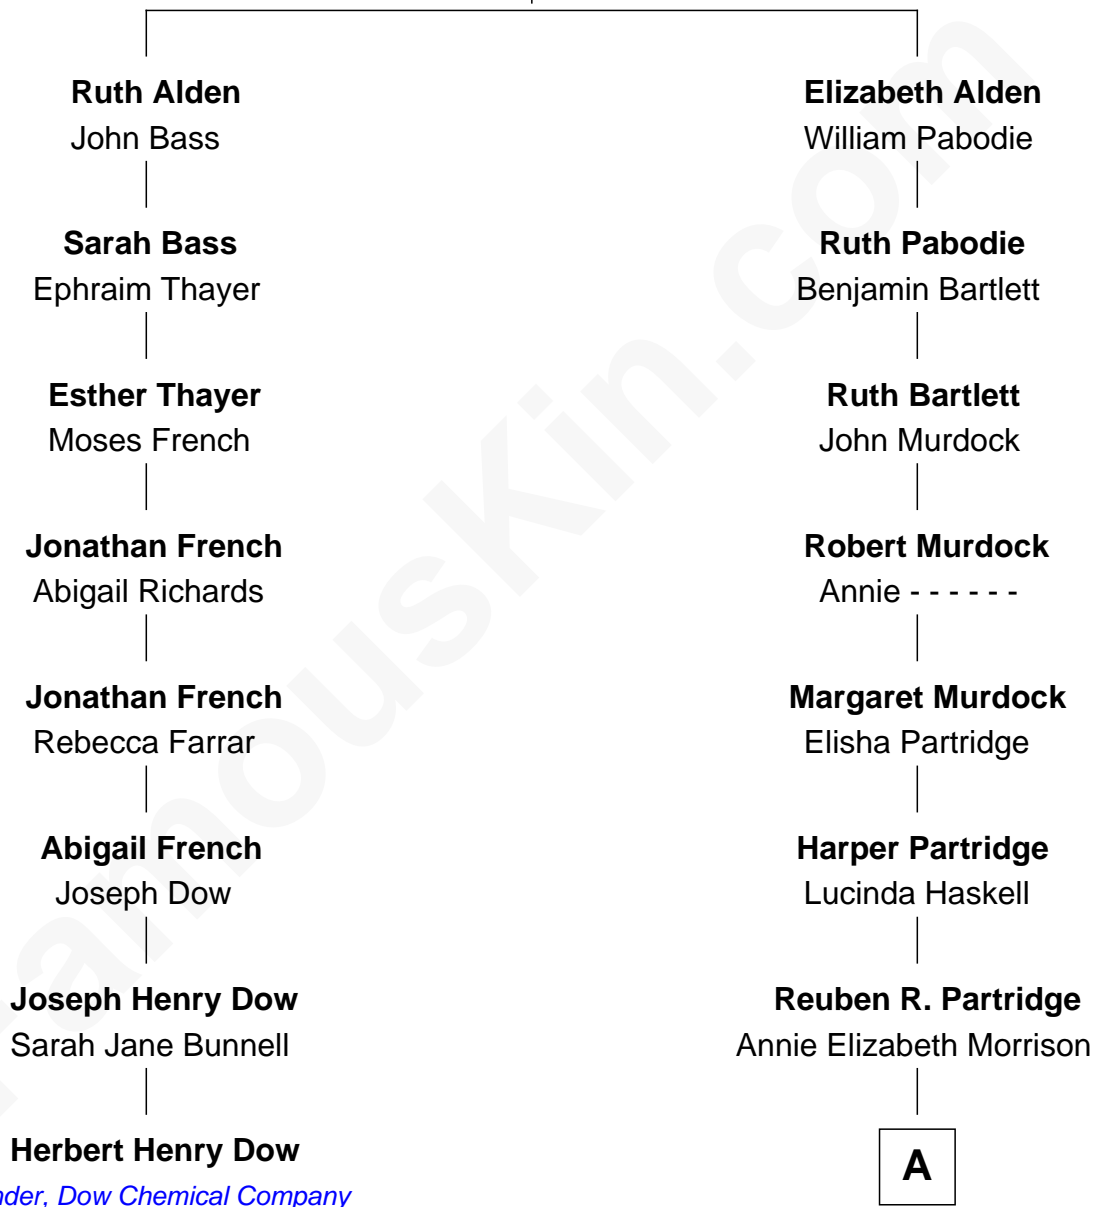 Ruth Alden
John Bass
Sarah Bass
Ephraim Thayer
Esther Thayer
Moses French
Jonathan French
Abigail Richards
Jonathan French
Rebecca Farrar
Abigail French
Joseph Dow
Joseph Henry Dow
Sarah Jane Bunnell
Herbert Henry Dow
nder, Dow Chemical Company
Elizabeth Alden
William Pabodie
Ruth Pabodie
Benjamin Bartlett
Ruth Bartlett
John Murdock
Robert Murdock
Annie - - - - - -
Margaret Murdock
Elisha Partridge
Harper Partridge
Lucinda Haskell
Reuben R. Partridge
Annie Elizabeth Morrison
A
FamousKin.com